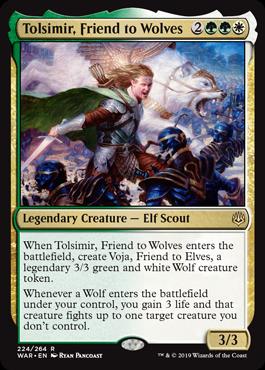 Tolsimir, Friend to Wolves 2
Legendary Creature — Elf Scout
When Tolsimir, Friend to Wolves enters the
battlefield, create Voja, Friend to Elves, a
legendary 3/3 green and white Wolf creature
token.
Whenever a Wolf enters the battlefield
under your control, you gain 3 life and that
creature fights up to one target creature you
don't control.
3/3
224/264 R
WAR • EN RYAN PANCOAST
™ & © 2019 Wizards of the Coast